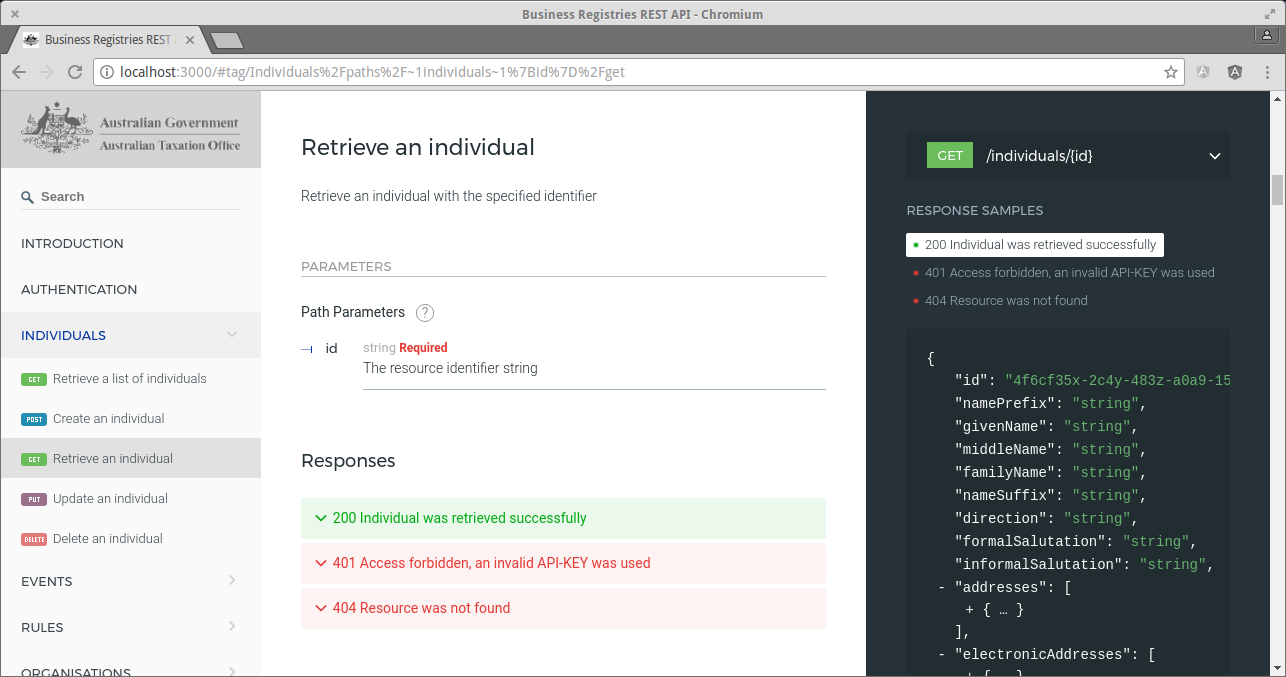 Business Registries REST API - Chromium
Business Registries REST
localhost:3000/#tag/Individuals%2Fpaths%2F~1individuals~1%7Bid%7D%2Fget
Australian Government
Australian Taxation Office
Search
INTRODUCTION
AUTHENTICATION
INDIVIDUALS
GET Retrieve a list of individuals
POST Create an individual
GET Retrieve an individual
PUT Update an individual
DELETE Delete an individual
EVENTS
RULES
ORGANISATIONS
Retrieve an individual
Retrieve an individual with the specified identifier
PARAMETERS
Path Parameters ?
id string Required
The resource identifier string
Responses
200 Individual was retrieved successfully
401 Access forbidden, an invalid API-KEY was used
404 Resource was not found
GET /individuals/{id}
RESPONSE SAMPLES
200 Individual was retrieved successfully
401 Access forbidden, an invalid API-KEY was used
404 Resource was not found
{
"id": "4f6cf35x-2c4y-483z-a0a9-15
"namePrefix": "string",
"givenName": "string",
"middleName": "string",
"familyName": "string",
"nameSuffix": "string",
"direction": "string",
"formalSalutation": "string",
"informalSalutation": "string",
- "addresses": [
+ { … }
],
- "electronicAddresses": [
+ { … }